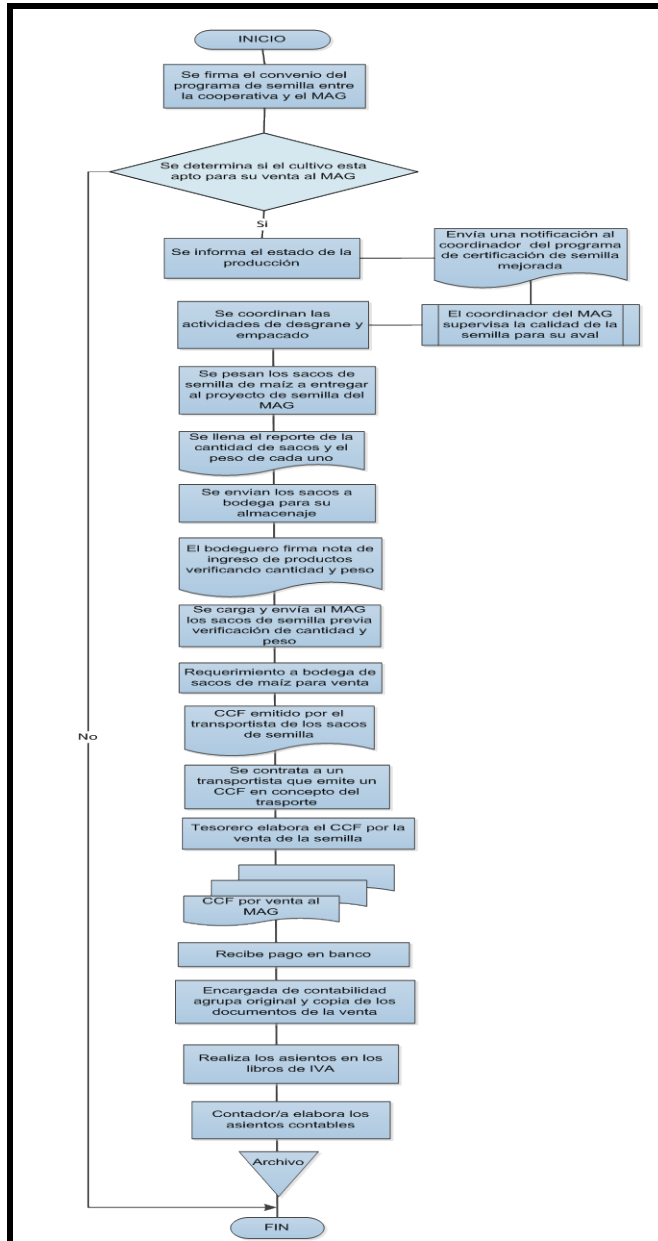 INICIO
Se firma el convenio del
programa de semilla entre
la cooperativa y el MAG
Se determina si el cultivo esta
apto para su venta al MAG
Si
Se informa el estado de la
producción
Envía una notificación al
coordinador del programa
de certificación de semilla
mejorada
El coordinador del MAG
supervisa la calidad de la
semilla para su aval
Se coordinan las
actividades de desgrane y
empacado
Se pesan los sacos de
semilla de maíz a entregar
al proyecto de semilla del
MAG
Se llena el reporte de la
cantidad de sacos y el
peso de cada uno
Se envian los sacos a
bodega para su
almacenaje
El bodeguero firma nota de
ingreso de productos
verificando cantidad y peso
Se carga y envía al MAG
los sacos de semilla previa
verificación de cantidad y
peso
Requerimiento a bodega de
sacos de maíz para venta
No
CCF emitido por el
transportista de los sacos
de semilla
Se contrata a un
transportista que emite un
CCF en concepto del
trasporte
Tesorero elabora el CCF por la
venta de la semilla
CCF por venta al
MAG
Recibe pago en banco
Encargada de contabilidad
agrupa original y copia de los
documentos de la venta
Realiza los asientos en los
libros de IVA
Contador/a elabora los
asientos contables
Archivo
FIN